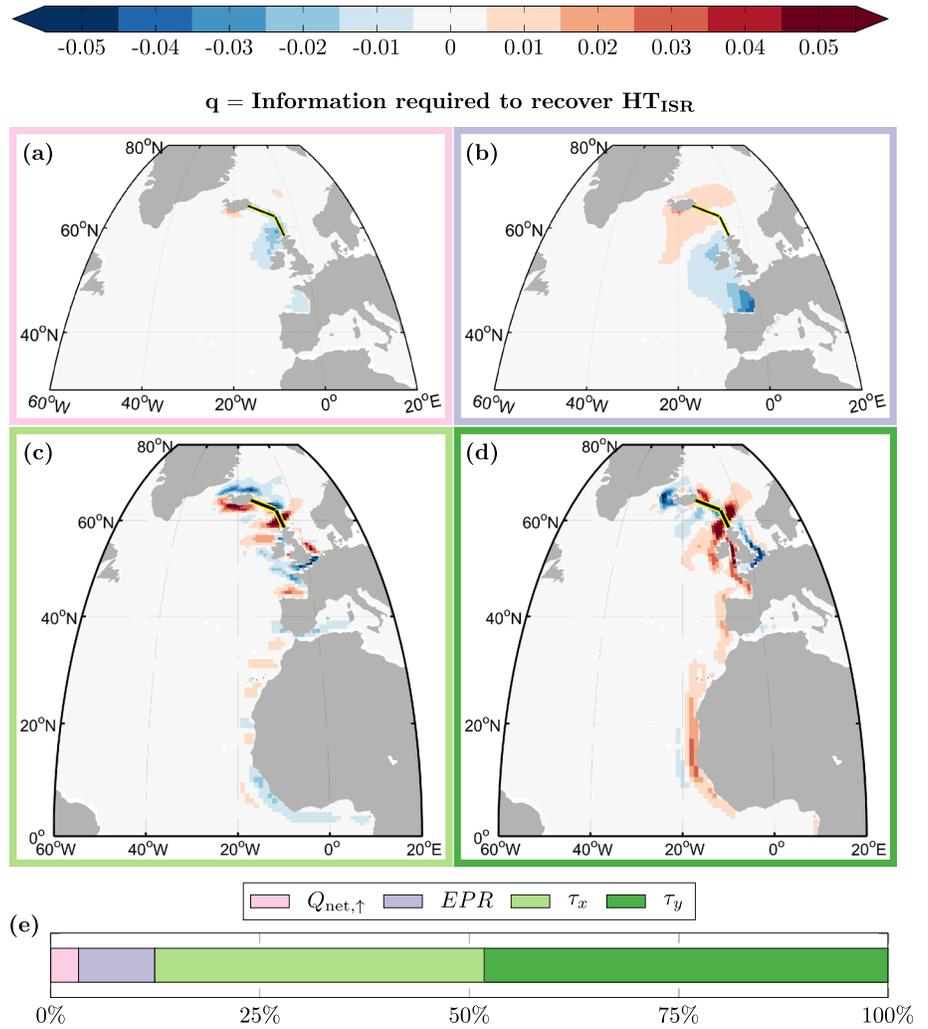 -0.05 -0.04 -0.03 -0.02 -0.01 0 0.01 0.02 0.03 0.04 0.05
q = Information required to recover HT_ISR
(a)
80°N
60°N
40°N
60°W 40°W 20°W 0° 20°E
(b)
80°N
60°N
40°N
60°W 40°W 20°W 0° 20°E
(c)
80°N
60°N
40°N
20°N
0°
60°W 40°W 20°W 0° 20°E
(d)
80°N
60°N
40°N
20°N
0°
60°W 40°W 20°W 0° 20°E
Q_net,↑ EPR τ_x τ_y
(e)
0% 25% 50% 75% 100%